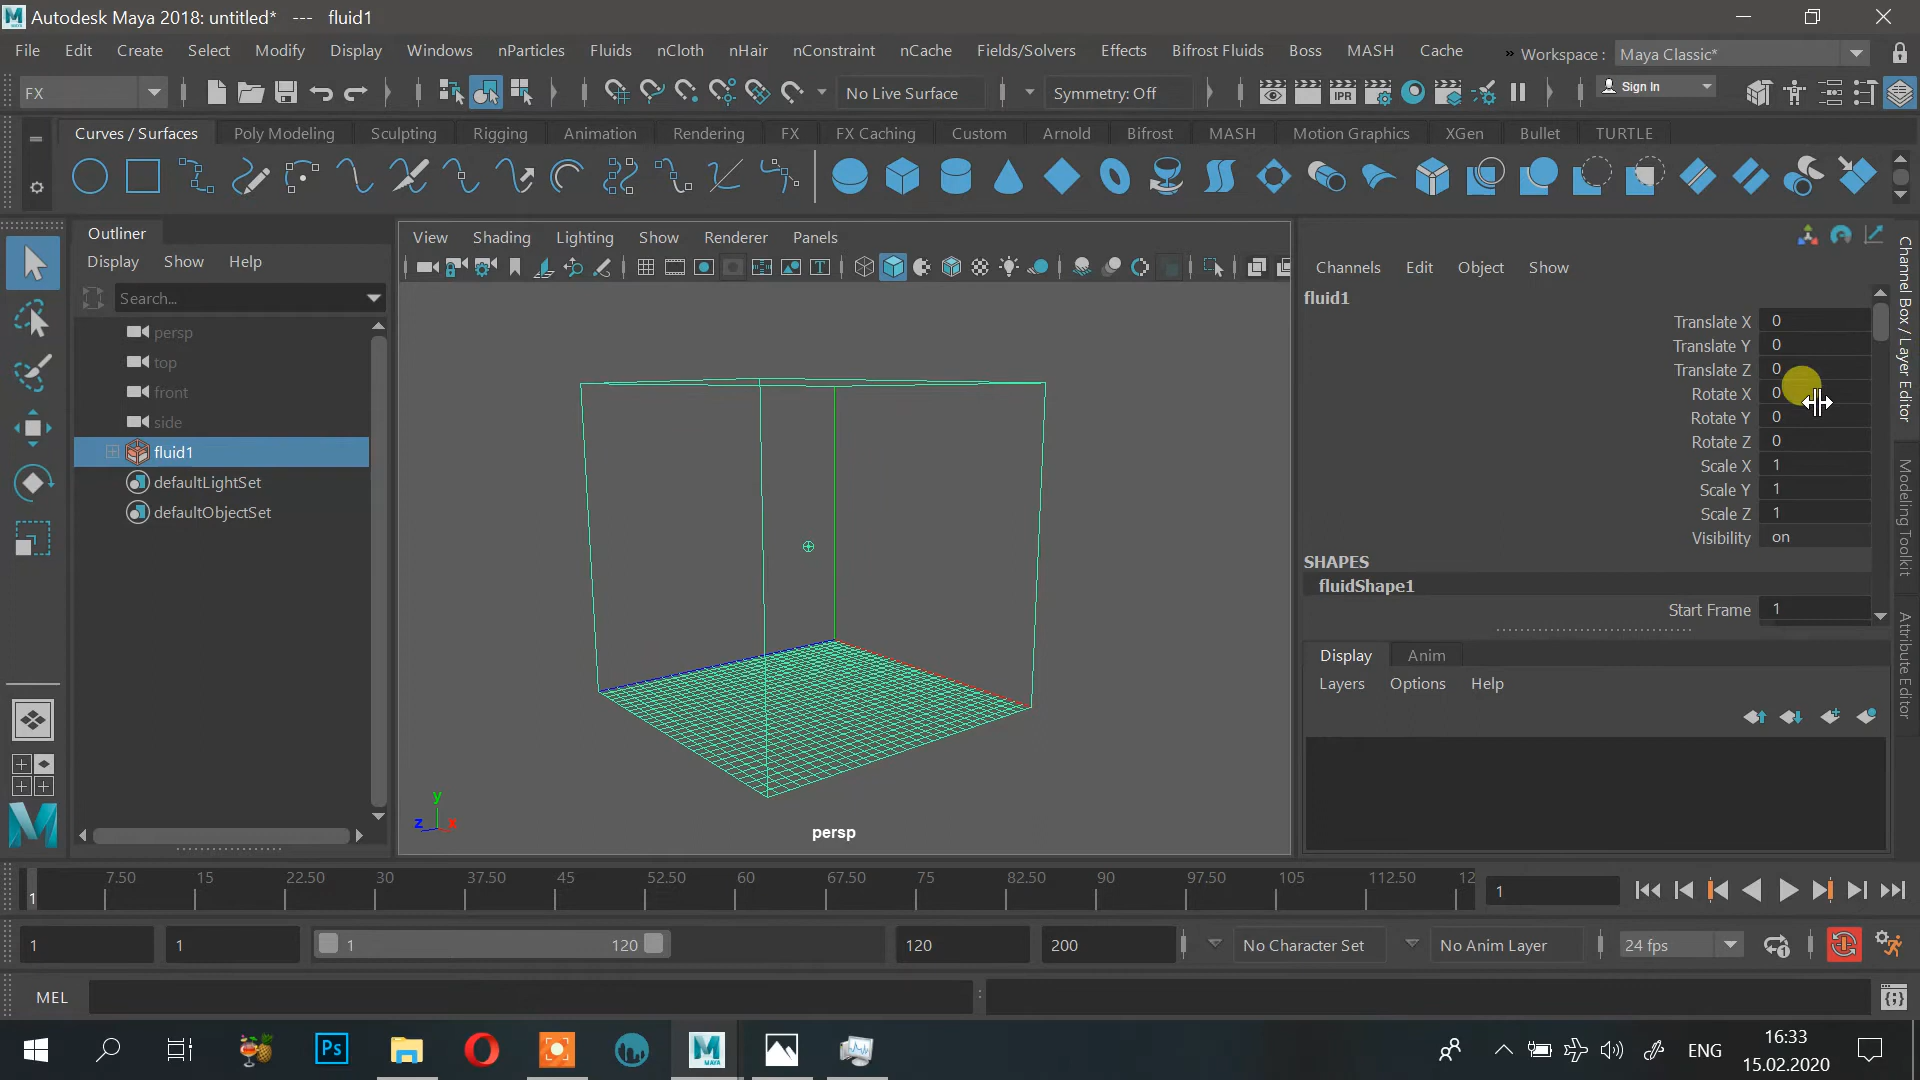 Autodesk Maya 2018: untitled* --- fluid1
File Edit Create Select Modify Display Windows nParticles Fluids nCloth nHair nConstraint nCache Fields/Solvers Effects Bifrost Fluids Boss MASH Cache » Workspace : Maya Classic*
FX No Live Surface Symmetry: Off IPR Sign In
Curves / Surfaces Poly Modeling Sculpting Rigging Animation Rendering FX FX Caching Custom Arnold Bifrost MASH Motion Graphics XGen Bullet TURTLE
Outliner
Display Show Help
Search...
persp
top
front
side
fluid1
defaultLightSet
defaultObjectSet
View Shading Lighting Show Renderer Panels
y
z x
persp
Channels Edit Object Show
fluid1
Translate X 0
Translate Y 0
Translate Z 0
Rotate X 0
Rotate Y 0
Rotate Z 0
Scale X 1
Scale Y 1
Scale Z 1
Visibility on
SHAPES
fluidShape1
Start Frame 1
Display Anim
Layers Options Help
Channel Box / Layer Editor
Modeling Toolkit
Attribute Editor
1 7.50 15 22.50 30 37.50 45 52.50 60 67.50 75 82.50 90 97.50 105 112.50 12 1
1 1 1 120 120 200 No Character Set No Anim Layer 24 fps
MEL
Ps MAYA ENG
16:33
15.02.2020